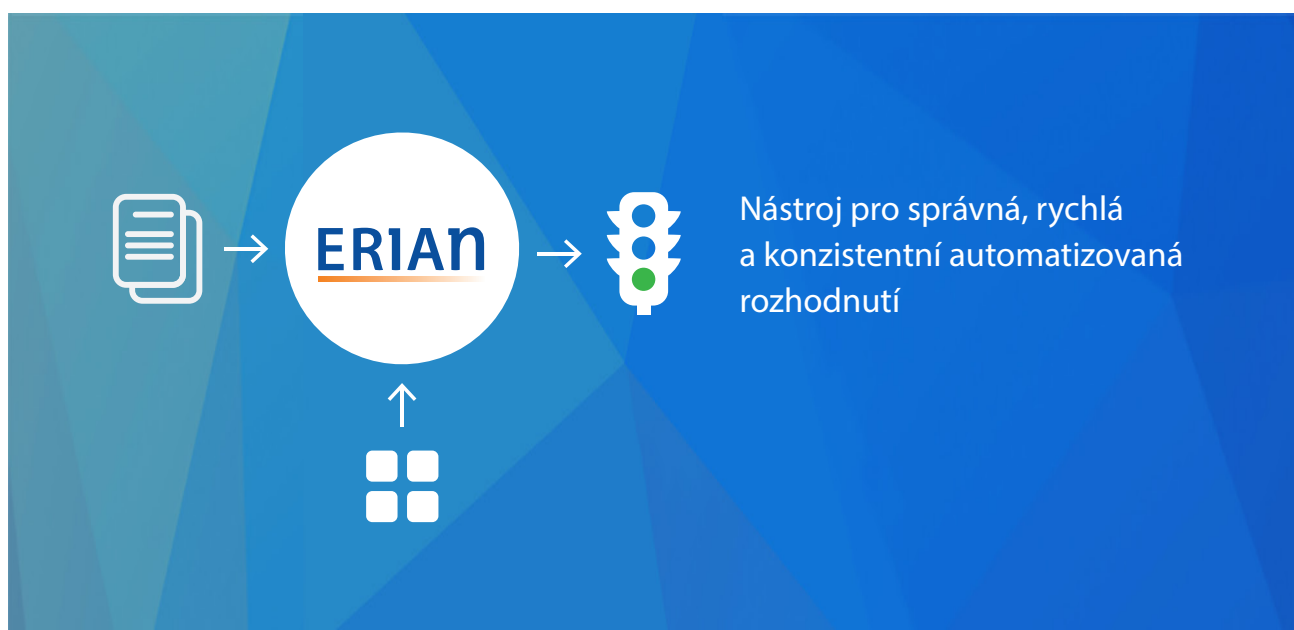 ERIAN
Nástroj pro správná, rychlá
a konzistentní automatizovaná
rozhodnutí